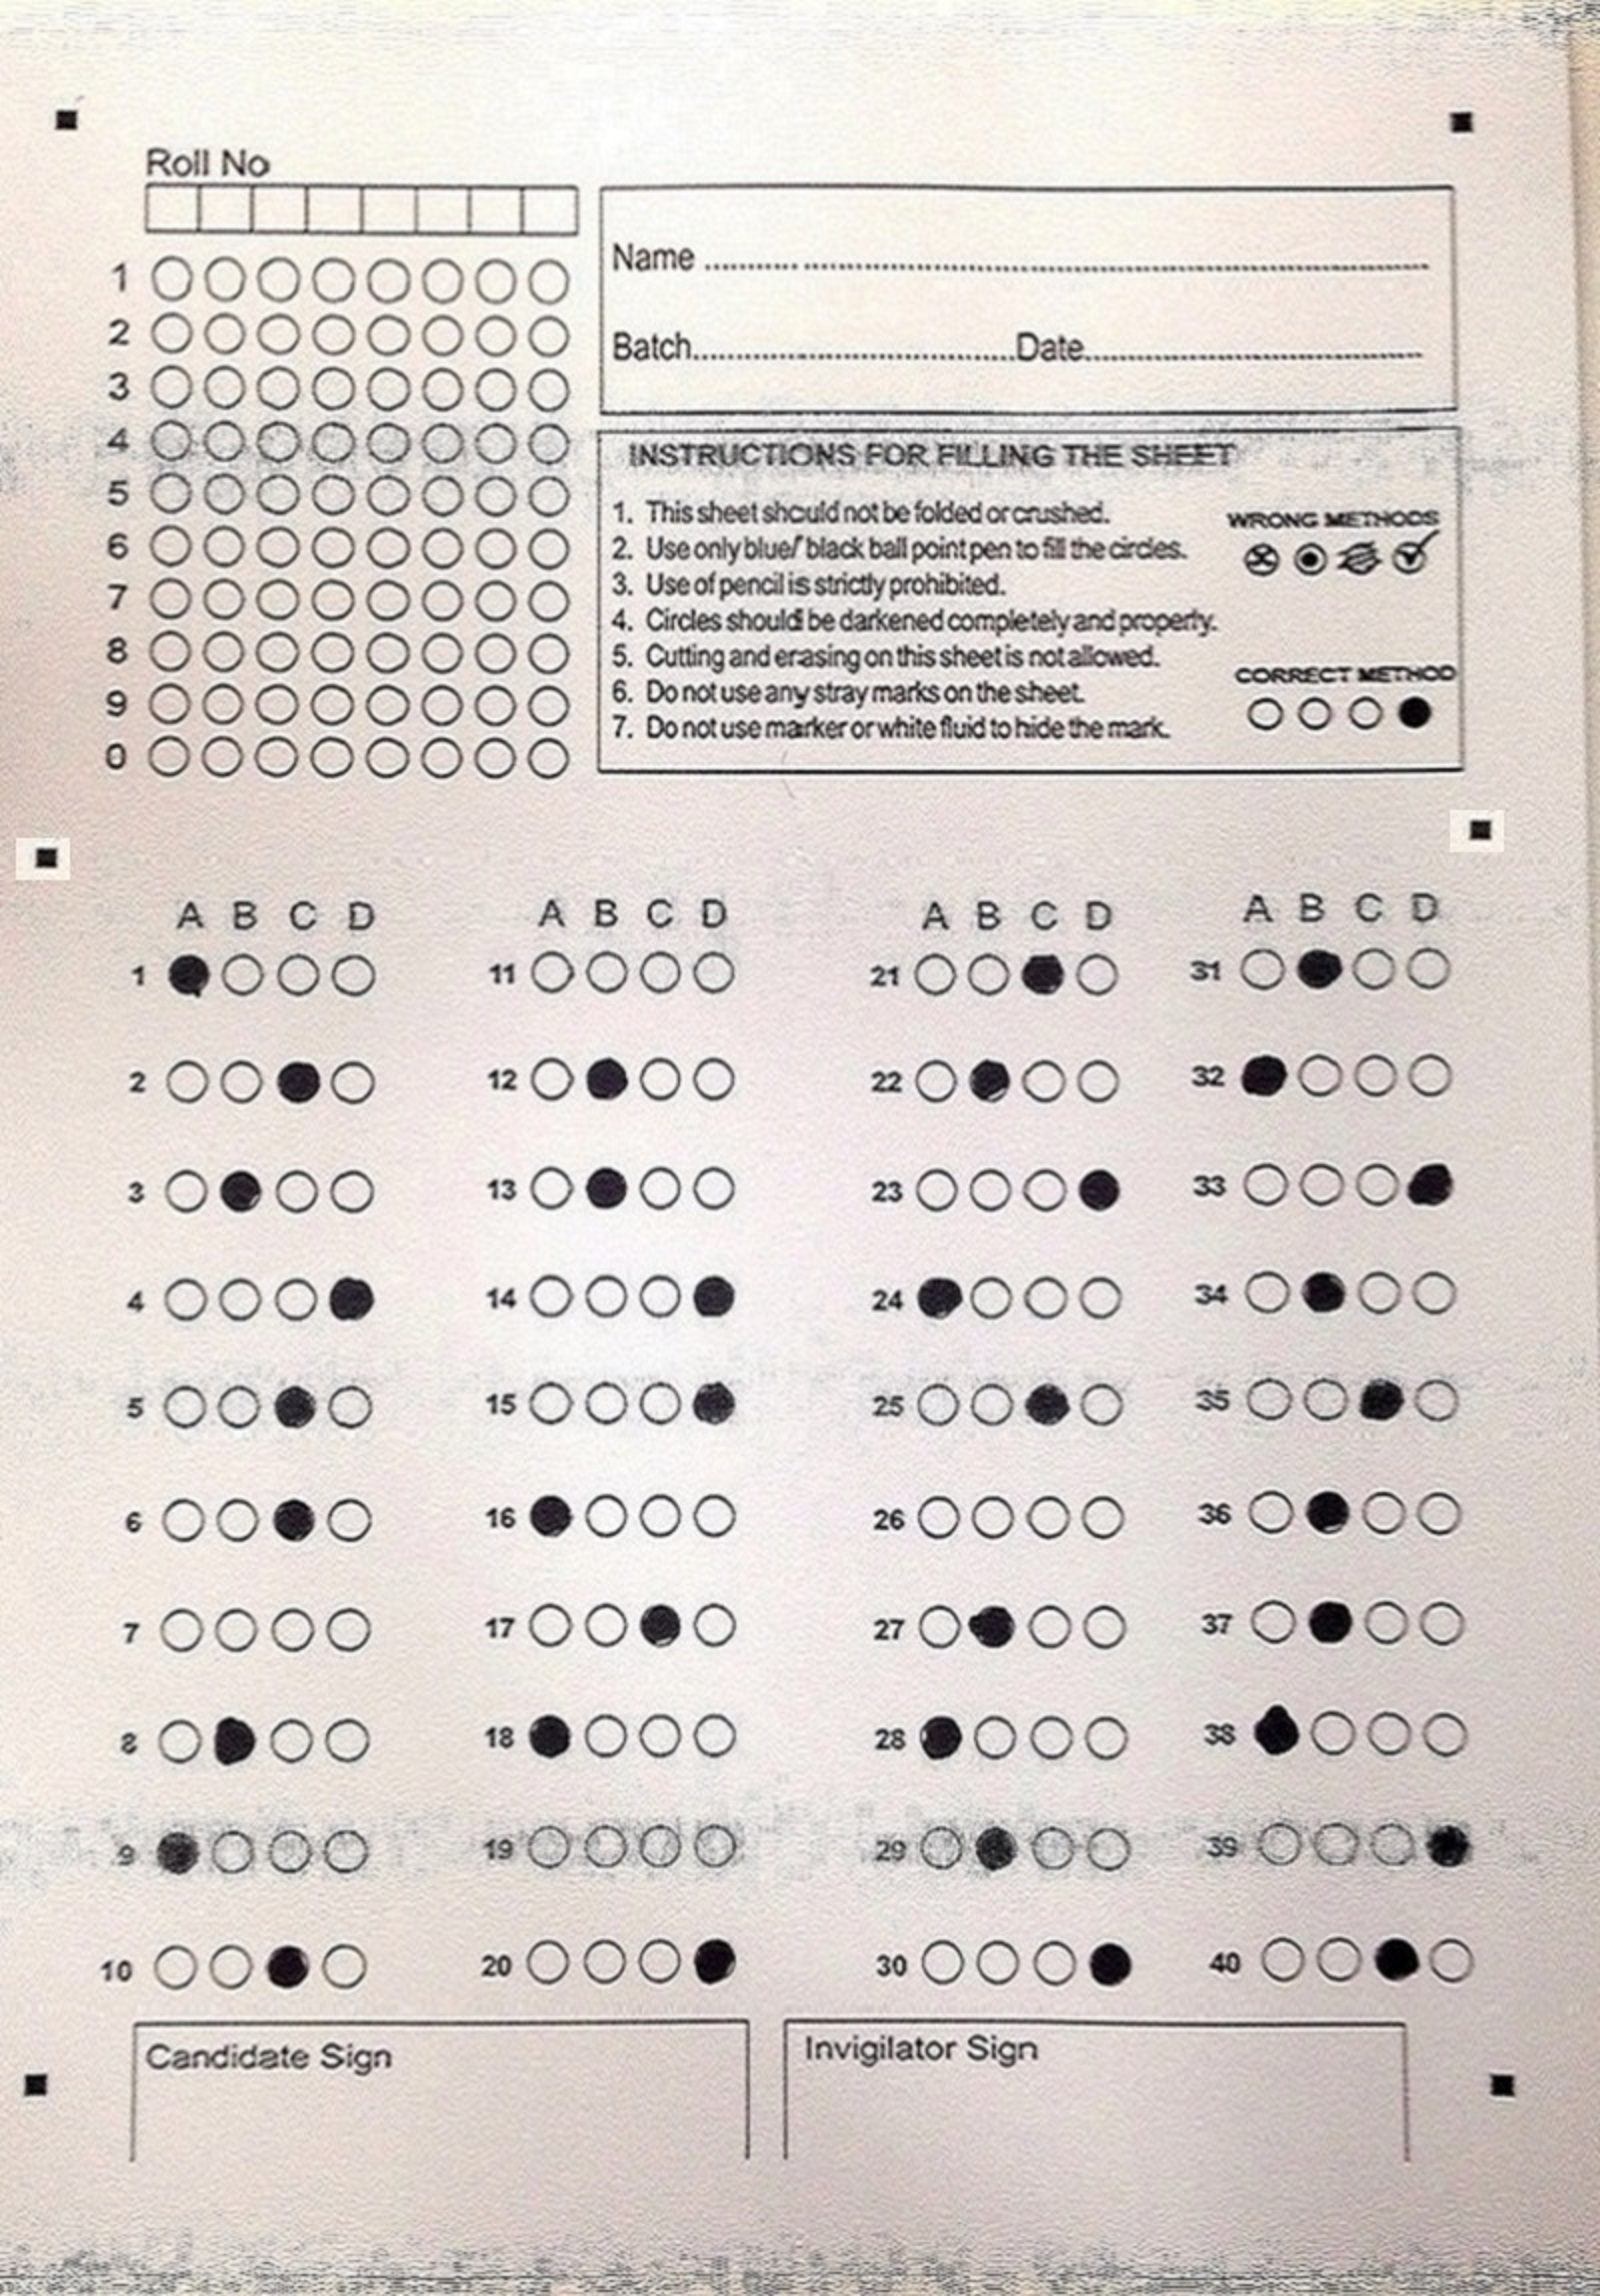 Roll No
Name
Batch Date
1
2
3
4
5
6
7
8
9
0
INSTRUCTIONS FOR FILLING THE SHEET
1. This sheet should not be folded or crushed.
2. Use only blue/ black ball point pen to fill the circles.
3. Use of pencil is strictly prohibited.
4. Circles should be darkened completely and properly.
5. Cutting and erasing on this sheet is not allowed.
6. Do not use any stray marks on the sheet.
7. Do not use marker or white fluid to hide the mark.
WRONG METHODS
CORRECT METHOD
A B C D A B C D A B C D A B C D
1 11 21 31
2 12 22 32
3 13 23 33
4 14 24 34
5 15 25 35
6 16 26 36
7 17 27 37
8 18 28 38
9 19 29 39
10 20 30 40
Candidate Sign Invigilator Sign